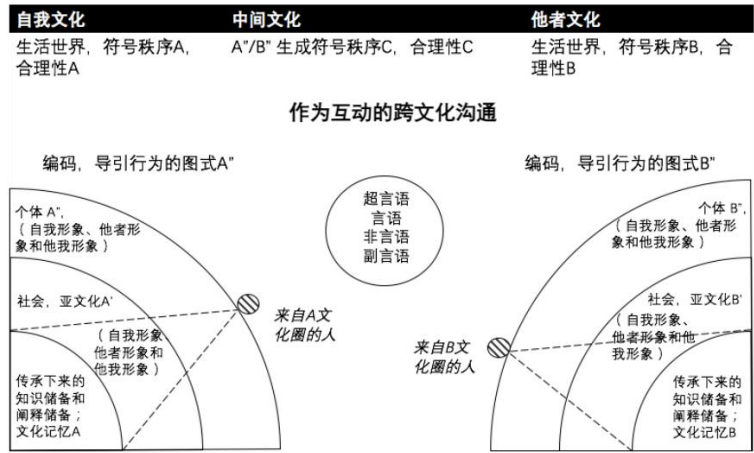 自我文化
中间文化
他者文化
生活世界，符号秩序A，
合理性A
A”/B” 生成符号秩序C，合理性C
生活世界，符号秩序B，合
理性B
作为互动的跨文化沟通
编码，导引行为的图式A”
编码，导引行为的图式B”
个体 A”，
（自我形象、他者形
象和他我形象）
社会，亚文化A’
（自我形象、
他者形象和
他我形象）
传承下来的
知识储备和
阐释储备；
文化记忆A
来自A文
化圈的人
超言语
言语
非言语
副言语
来自B文
化圈的人
个体 B”，
（自我形象、他者形
象和他我形象）
社会，亚文化B’
（自我形象、
他者形象和他
我形象）
传承下来的
知识储备和
阐释储备；
文化记忆B